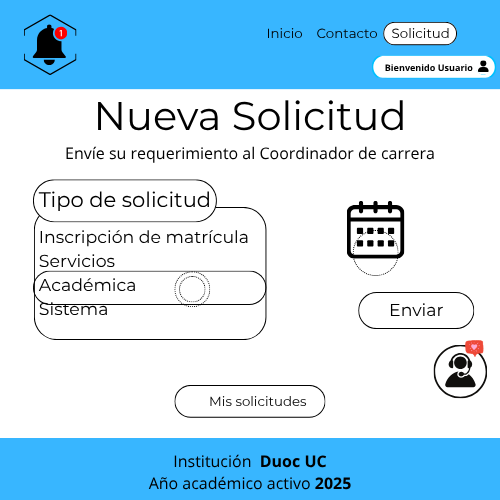 1
Inicio Contacto Solicitud
Bienvenido Usuario
Nueva Solicitud
Envíe su requerimiento al Coordinador de carrera
Tipo de solicitud
Inscripción de matrícula
Servicios
Académica
Sistema
Enviar
Mis solicitudes
Institución Duoc UC
Año académico activo 2025